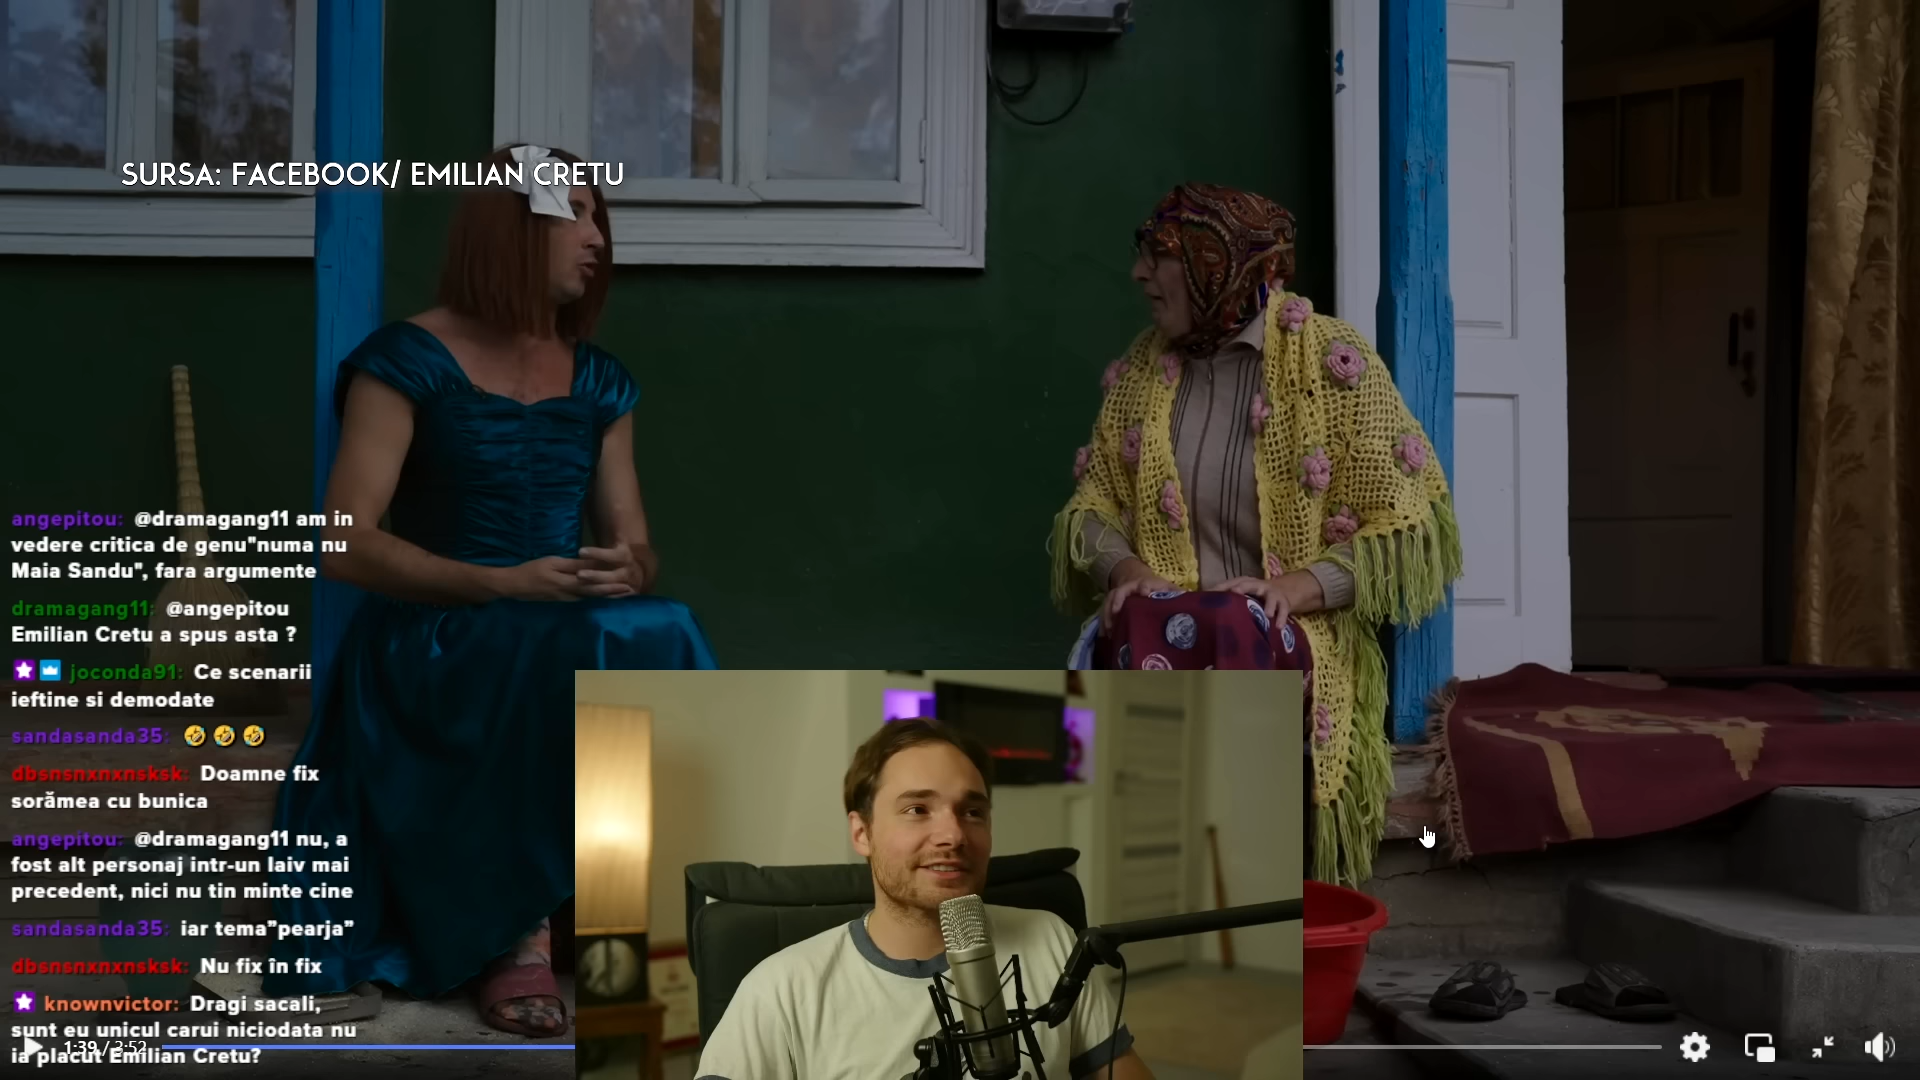 SURSA: FACEBOOK/ EMILIAN CRETU
angepitou: @dramagang11 am in
vedere critica de genu"numa nu
Maia Sandu", fara argumente
dramagang11: @angepitou
Emilian Cretu a spus asta ?
joconda91: Ce scenarii
ieftine si demodate
sandasanda35: 🤣 🤣 🤣
dbsnsnxnxnsksk: Doamne fix
sorămea cu bunica
angepitou: @dramagang11 nu, a
fost alt personaj intr-un laiv mai
precedent, nici nu tin minte cine
sandasanda35: iar tema"pearja"
dbsnsnxnxnsksk: Nu fix în fix
knownvictor: Dragi sacali,
sunt eu unicul carui niciodata nu
ia placut Emilian Cretu?
1:39 / 3:52